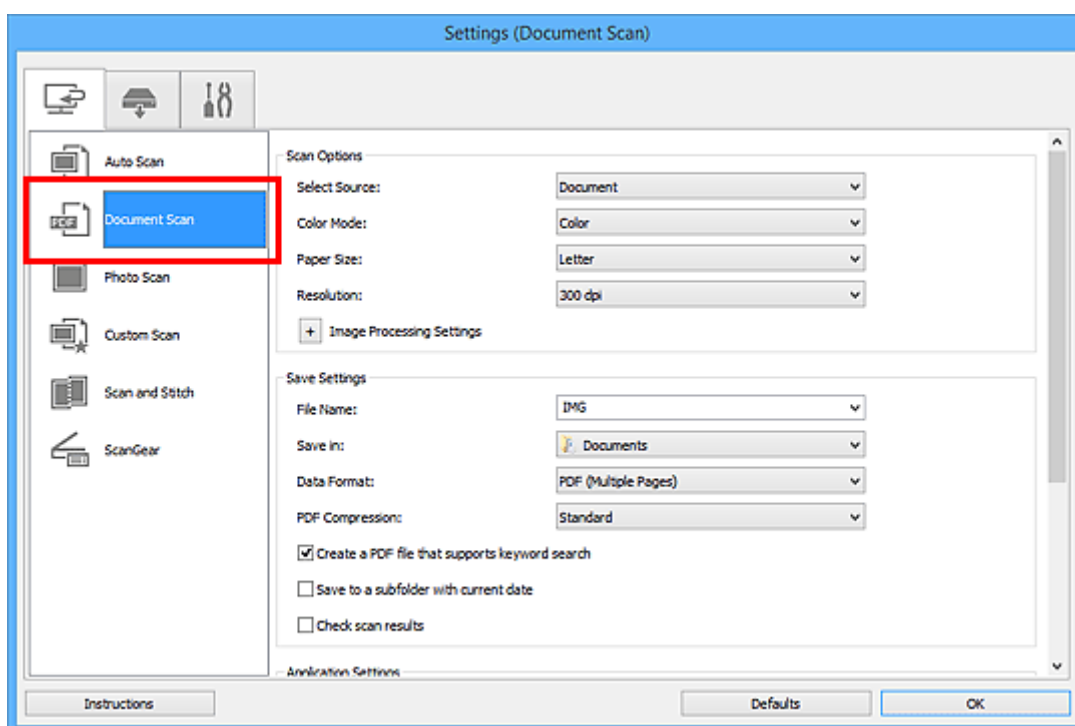 Settings (Document Scan)
Auto Scan
PDF
Document Scan
Photo Scan
Custom Scan
Scan and Stitch
ScanGear
Scan Options
Select Source: Document
Color Mode: Color
Paper Size: Letter
Resolution: 300 dpi
+ Image Processing Settings
Save Settings
File Name: IMG
Save in: Documents
Data Format: PDF (Multiple Pages)
PDF Compression: Standard
Create a PDF file that supports keyword search
Save to a subfolder with current date
Check scan results
Application Settings
Instructions Defaults OK